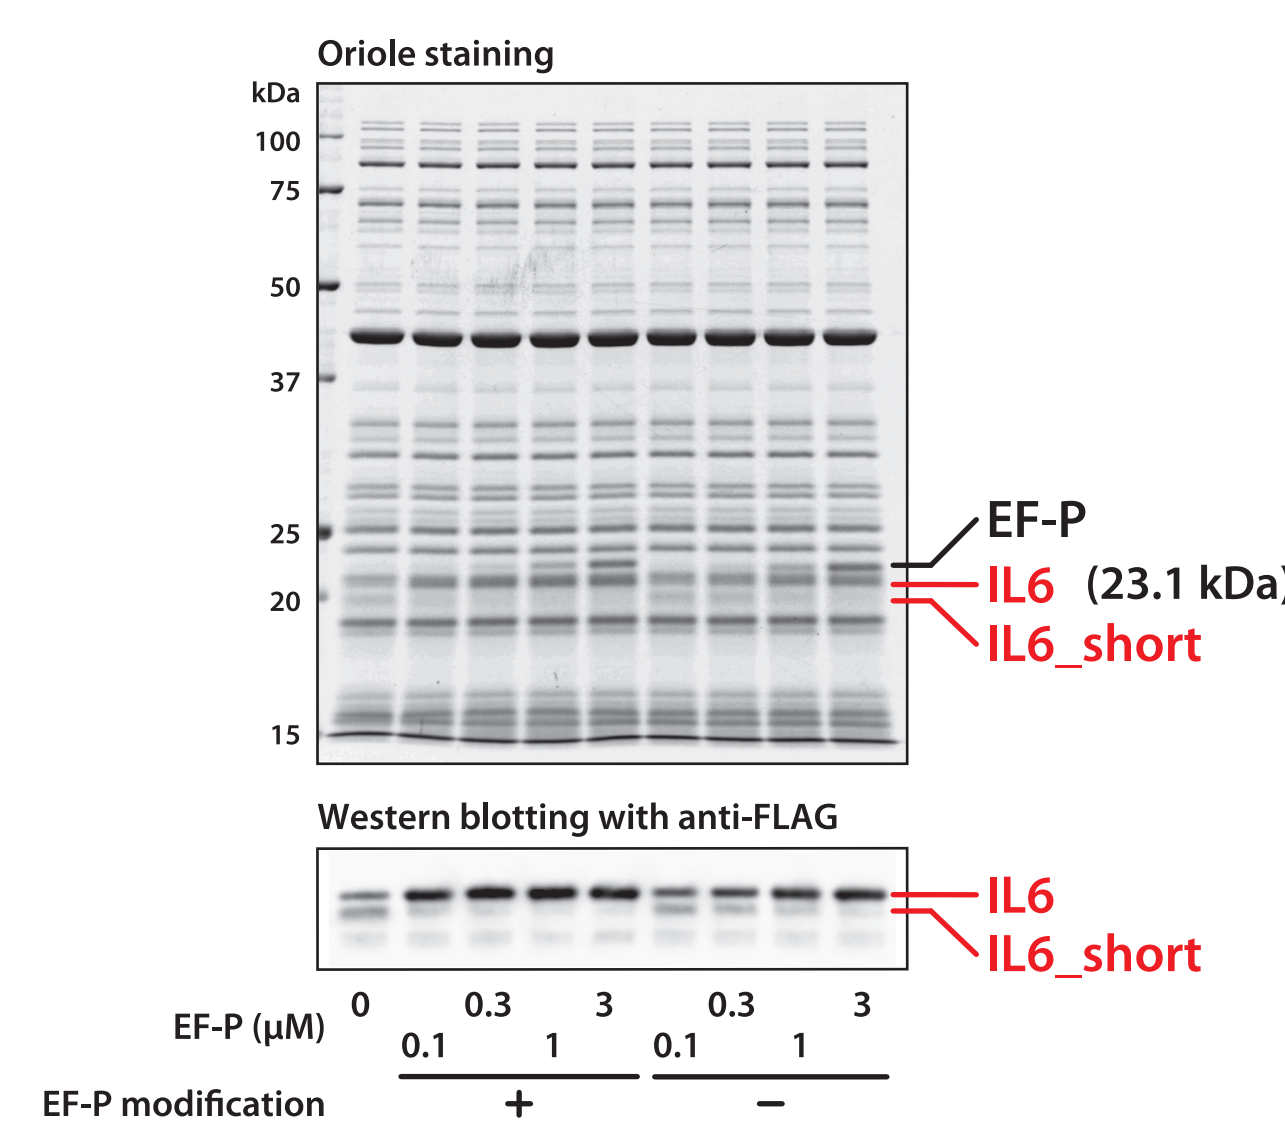 Oriole staining
kDa
100
75
50
37
25
20
15
EF-P
IL6 (23.1 kDa)
IL6_short
Western blotting with anti-FLAG
IL6
IL6_short
0 0.3 3 0.3 3
EF-P (μM)
0.1 1 0.1 1
EF-P modification + −